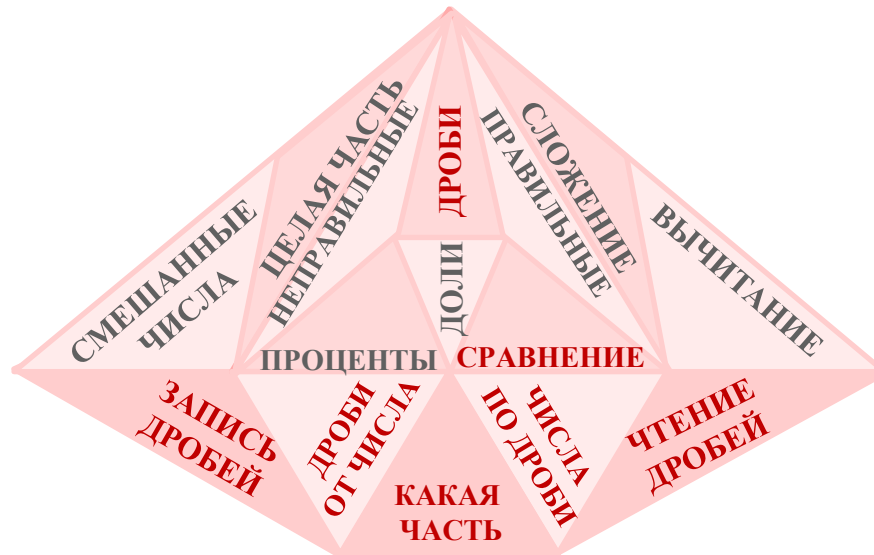 ДРОБИ
ЦЕЛАЯ ЧАСТЬ
НЕПРАВИЛЬНЫЕ
ПРАВИЛЬНЫЕ
СЛОЖЕНИЕ
СМЕШАННЫЕ
ЧИСЛА
ВЫЧИТАНИЕ
ДОЛИ
ПРОЦЕНТЫ
СРАВНЕНИЕ
ЗАПИСЬ
ДРОБЕЙ
ДРОБИ
ОТ ЧИСЛА
КАКАЯ
ЧАСТЬ
ЧИСЛА
ПО ДРОБИ
ЧТЕНИЕ
ДРОБЕЙ